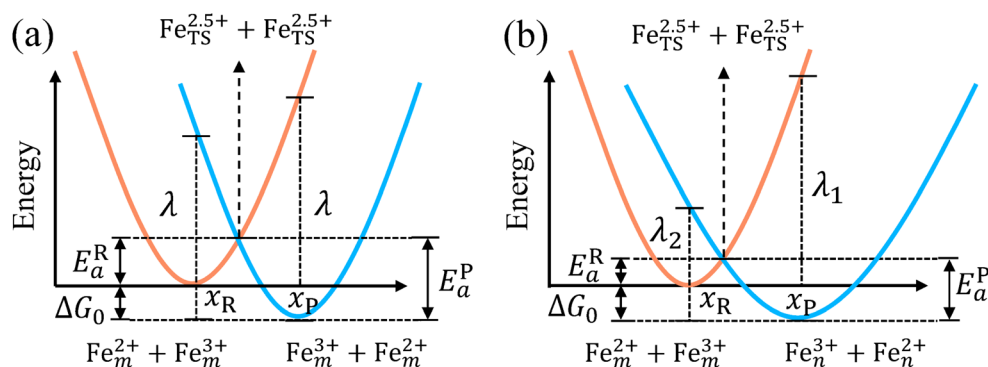 (a)
Fe_TS^2.5+ + Fe_TS^2.5+
Energy
λ
λ
E_a^R
E_a^P
ΔG_0
x_R
x_P
Fe_m^2+ + Fe_m^3+
Fe_m^3+ + Fe_m^2+
(b)
Fe_TS^2.5+ + Fe_TS^2.5+
Energy
λ_1
λ_2
E_a^R
E_a^P
ΔG_0
x_R
x_P
Fe_m^2+ + Fe_m^3+
Fe_n^3+ + Fe_n^2+